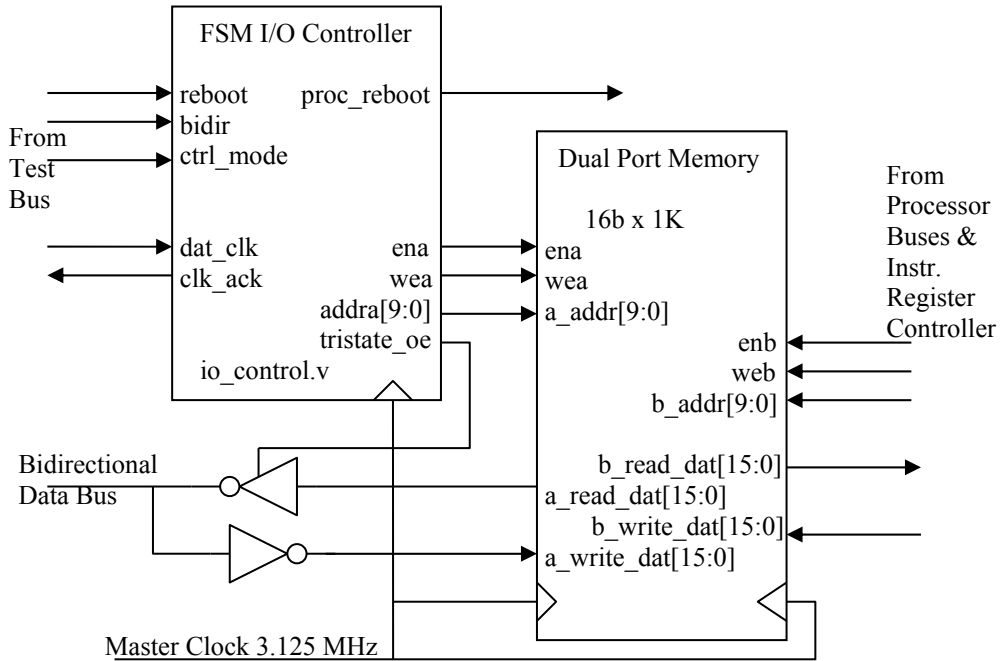 FSM I/O Controller
reboot
proc_reboot
bidir
ctrl_mode
From
Test
Bus
dat_clk
clk_ack
ena
wea
addra[9:0]
tristate_oe
io_control.v
Dual Port Memory
16b x 1K
ena
wea
a_addr[9:0]
enb
web
b_addr[9:0]
b_read_dat[15:0]
a_read_dat[15:0]
b_write_dat[15:0]
a_write_dat[15:0]
From
Processor
Buses &
Instr.
Register
Controller
Bidirectional
Data Bus
Master Clock 3.125 MHz